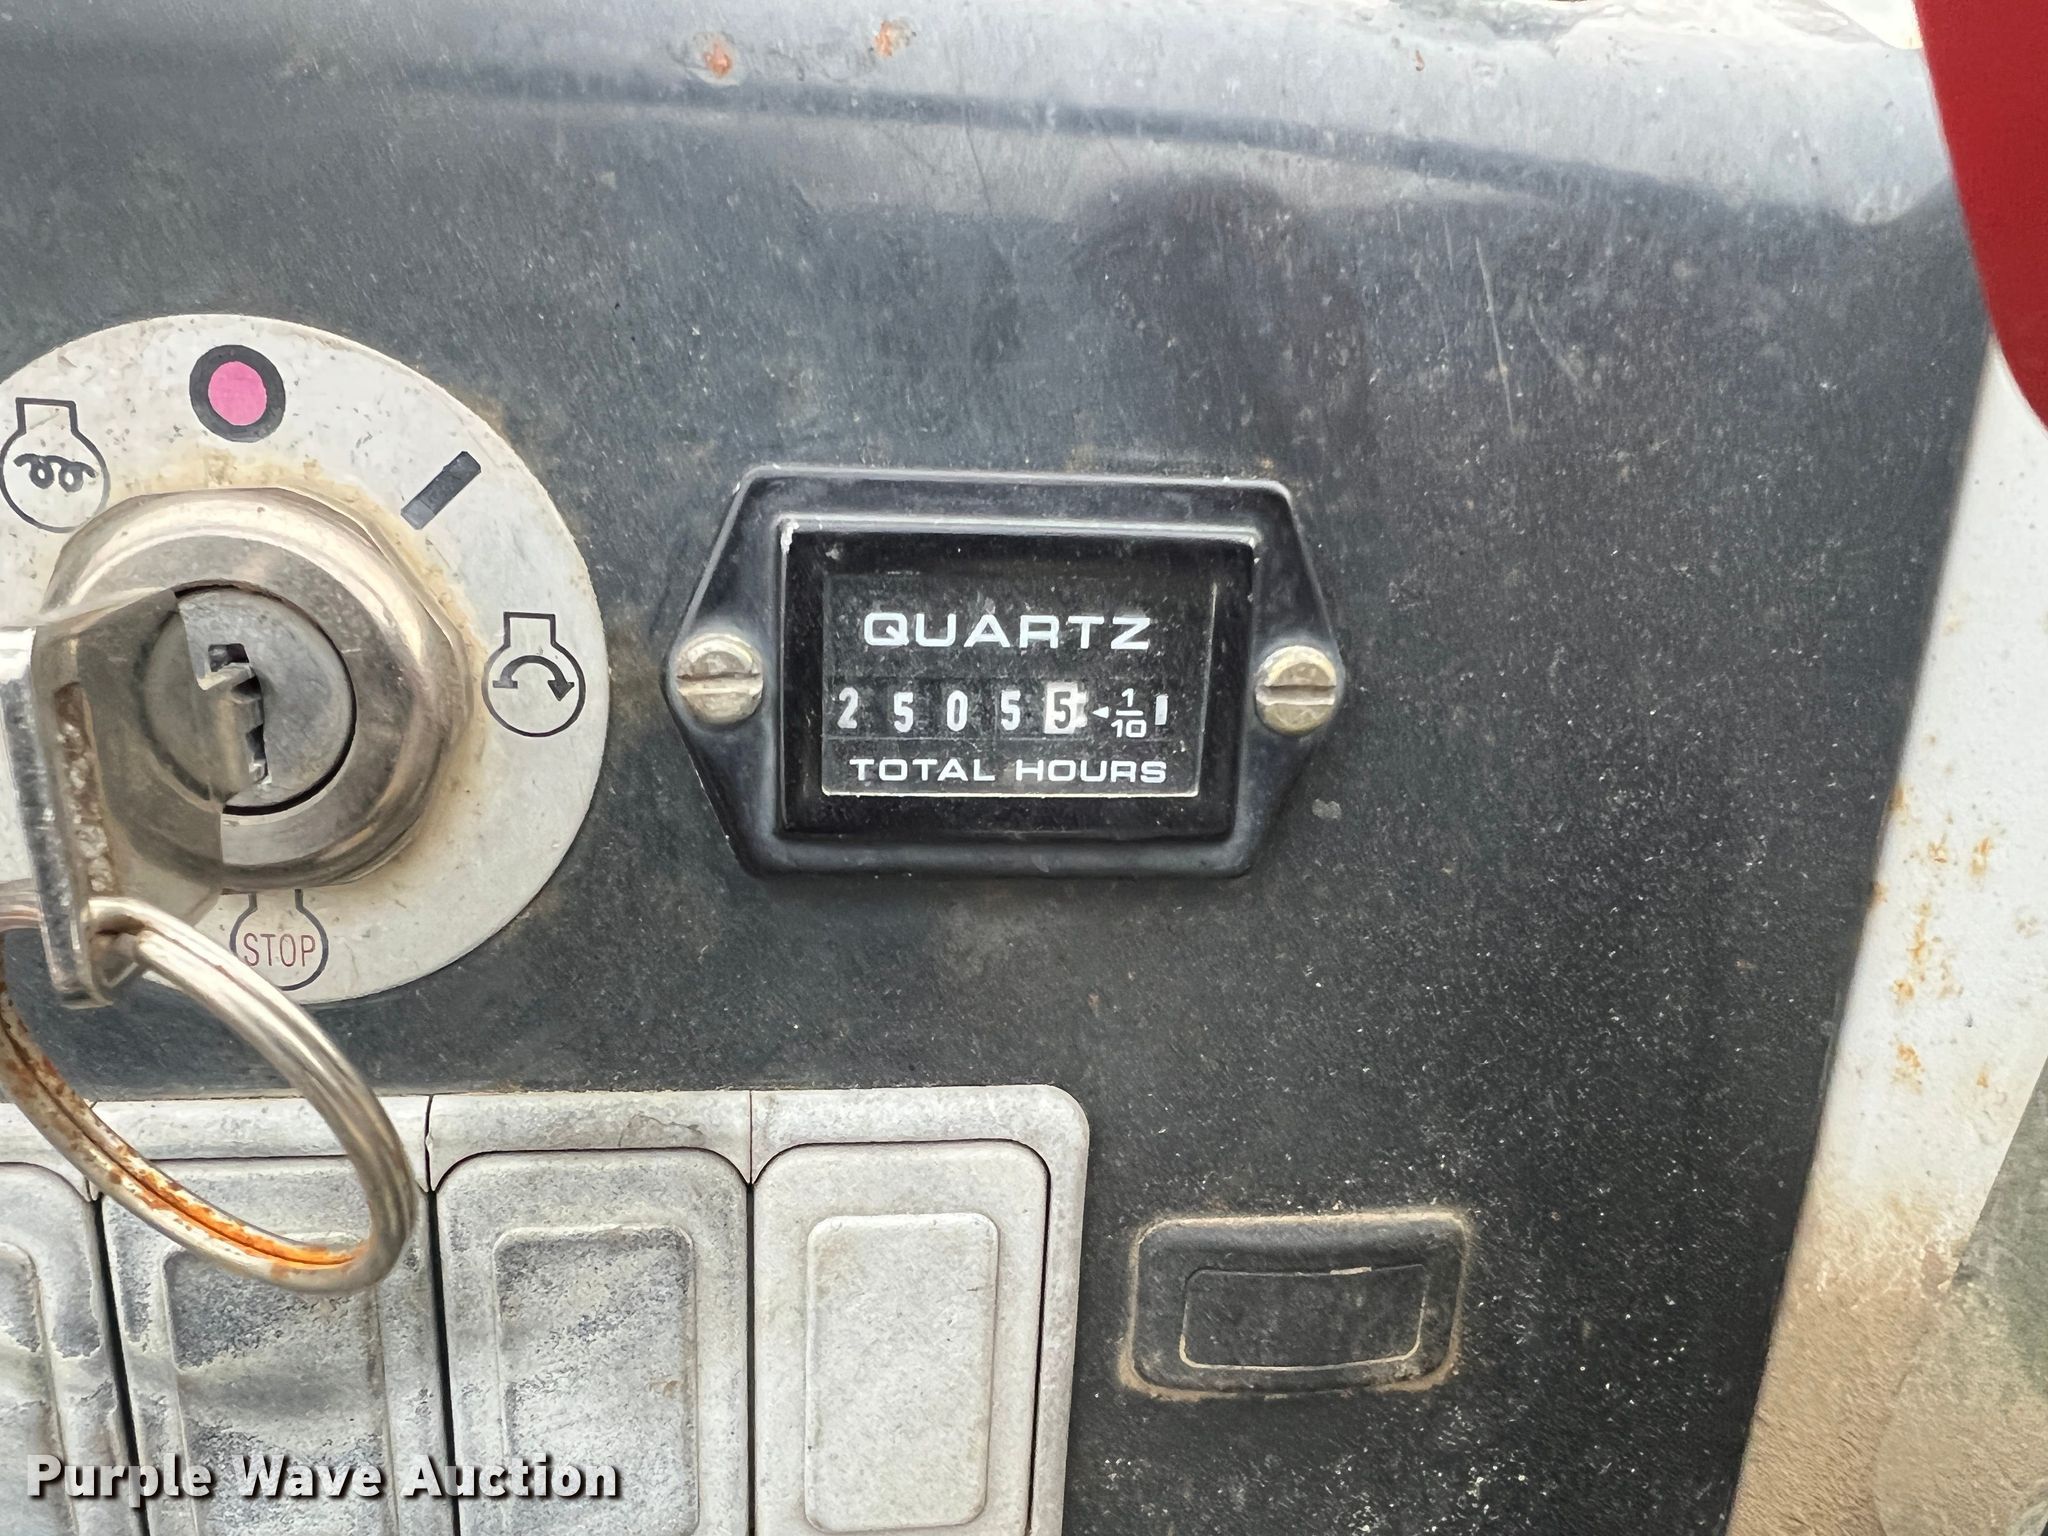 QUARTZ
25055 ◄ 1/10
TOTAL HOURS
STOP
Purple Wave Auction